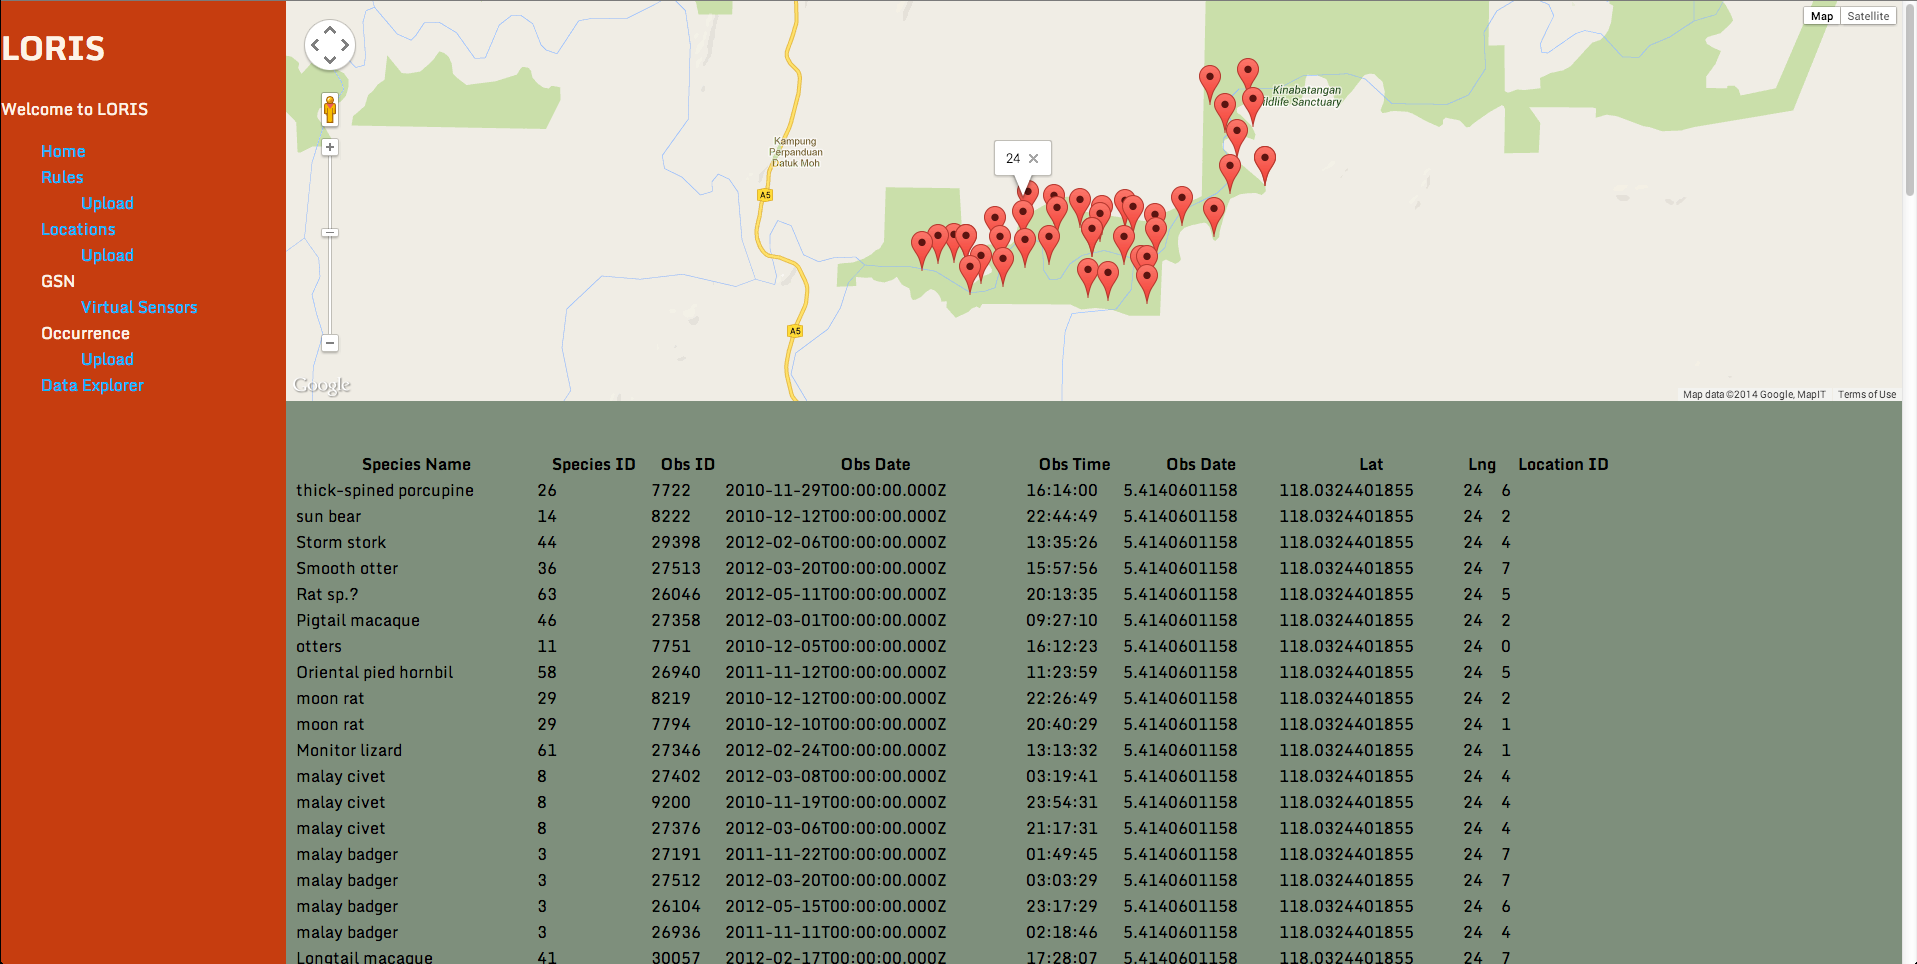 LORIS
Welcome to LORIS
Home
Rules
Upload
Locations
Upload
GSN
Virtual Sensors
Occurrence
Upload
Data Explorer
Map Satellite
Kinabatangan
ildlife Sanctuary
Kampung
Perpanduan
Datuk Moh
24
A5
A5
Google
Map data ©2014 Google, MapIT Terms of Use
Species Name Species ID Obs ID Obs Date Obs Time Obs Date Lat Lng Location ID
thick-spined porcupine 26 7722 2010-11-29T00:00:00.000Z 16:14:00 5.4140601158 118.0324401855 24 6
sun bear 14 8222 2010-12-12T00:00:00.000Z 22:44:49 5.4140601158 118.0324401855 24 2
Storm stork 44 29398 2012-02-06T00:00:00.000Z 13:35:26 5.4140601158 118.0324401855 24 4
Smooth otter 36 27513 2012-03-20T00:00:00.000Z 15:57:56 5.4140601158 118.0324401855 24 7
Rat sp.? 63 26046 2012-05-11T00:00:00.000Z 20:13:35 5.4140601158 118.0324401855 24 5
Pigtail macaque 46 27358 2012-03-01T00:00:00.000Z 09:27:10 5.4140601158 118.0324401855 24 2
otters 11 7751 2010-12-05T00:00:00.000Z 16:12:23 5.4140601158 118.0324401855 24 0
Oriental pied hornbil 58 26940 2011-11-12T00:00:00.000Z 11:23:59 5.4140601158 118.0324401855 24 5
moon rat 29 8219 2010-12-12T00:00:00.000Z 22:26:49 5.4140601158 118.0324401855 24 2
moon rat 29 7794 2010-12-10T00:00:00.000Z 20:40:29 5.4140601158 118.0324401855 24 1
Monitor lizard 61 27346 2012-02-24T00:00:00.000Z 13:13:32 5.4140601158 118.0324401855 24 1
malay civet 8 27402 2012-03-08T00:00:00.000Z 03:19:41 5.4140601158 118.0324401855 24 4
malay civet 8 9200 2010-11-19T00:00:00.000Z 23:54:31 5.4140601158 118.0324401855 24 4
malay civet 8 27376 2012-03-06T00:00:00.000Z 21:17:31 5.4140601158 118.0324401855 24 4
malay badger 3 27191 2011-11-22T00:00:00.000Z 01:49:45 5.4140601158 118.0324401855 24 7
malay badger 3 27512 2012-03-20T00:00:00.000Z 03:03:29 5.4140601158 118.0324401855 24 7
malay badger 3 26104 2012-05-15T00:00:00.000Z 23:17:29 5.4140601158 118.0324401855 24 6
malay badger 3 26936 2011-11-11T00:00:00.000Z 02:18:46 5.4140601158 118.0324401855 24 4
Longtail macaque 41 30057 2012-02-17T00:00:00.000Z 17:28:07 5.4140601158 118.0324401855 24 7